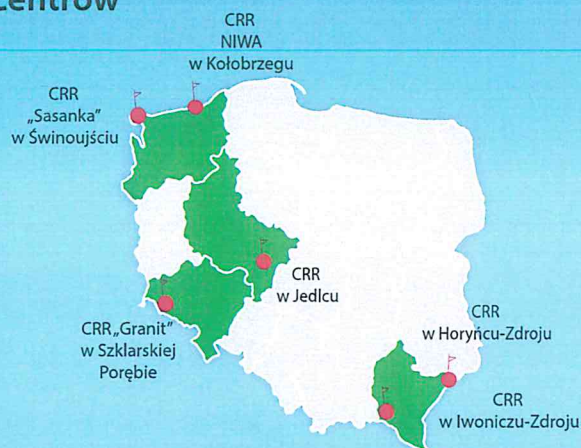 Centrów
CRR
NIWA
w Kołobrzegu
CRR
„Sasanka”
w Świnoujściu
CRR
w Jedlcu
CRR „Granit”
w Szklarskiej
Porębie
CRR
w Horyńcu-Zdroju
CRR
w Iwoniczu-Zdroju